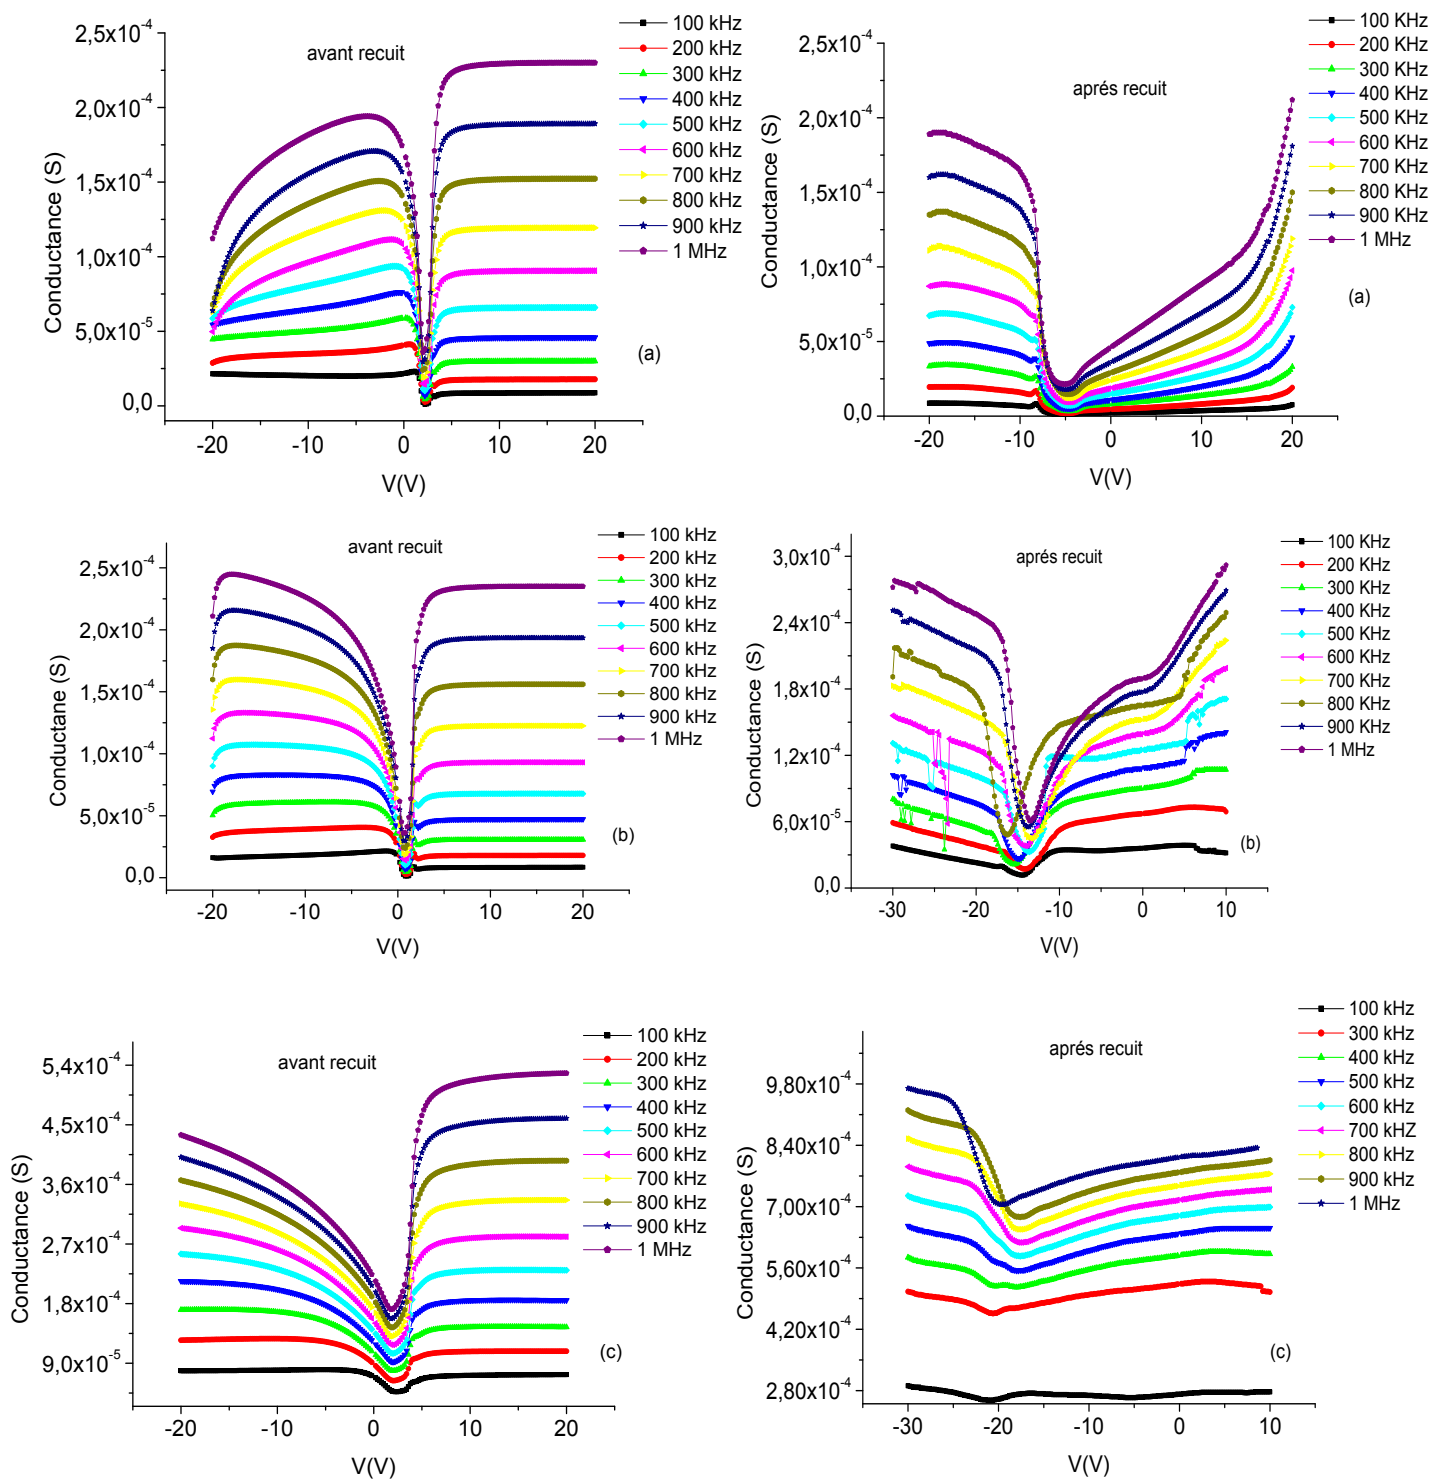 avant recuit
100 kHz
200 kHz
300 kHz
400 kHz
500 kHz
600 kHz
700 kHz
800 kHz
900 kHz
1 MHz
Conductance (S)
2,5x10⁻⁴
2,0x10⁻⁴
1,5x10⁻⁴
1,0x10⁻⁴
5,0x10⁻⁵
0,0
(a)
-20 -10 0 10 20
V(V)
aprés recuit
100 KHz
200 KHz
300 KHz
400 KHz
500 KHz
600 KHz
700 KHz
800 KHz
900 KHz
1 MHz
Conductance (S)
2,5x10⁻⁴
2,0x10⁻⁴
1,5x10⁻⁴
1,0x10⁻⁴
5,0x10⁻⁵
0,0
(a)
-20 -10 0 10 20
V(V)
avant recuit
100 kHz
200 kHz
300 kHz
400 kHz
500 kHz
600 kHz
700 kHz
800 kHz
900 kHz
1 MHz
Conductane (S)
2,5x10⁻⁴
2,0x10⁻⁴
1,5x10⁻⁴
1,0x10⁻⁴
5,0x10⁻⁵
0,0
(b)
-20 -10 0 10 20
V(V)
aprés recuit
100 KHz
200 KHz
300 KHz
400 KHz
500 KHz
600 KHz
700 KHz
800 KHz
900 KHz
1 MHz
Conductance (S)
3,0x10⁻⁴
2,4x10⁻⁴
1,8x10⁻⁴
1,2x10⁻⁴
6,0x10⁻⁵
0,0
(b)
-30 -20 -10 0 10
V(V)
avant recuit
100 kHz
200 kHz
300 kHz
400 kHz
500 kHz
600 kHz
700 kHz
800 kHz
900 kHz
1 MHz
Conductance (S)
5,4x10⁻⁴
4,5x10⁻⁴
3,6x10⁻⁴
2,7x10⁻⁴
1,8x10⁻⁴
9,0x10⁻⁵
(c)
-20 -10 0 10 20
V(V)
aprés recuit
100 kHz
300 kHz
400 kHz
500 kHz
600 kHz
700 kHZ
800 kHz
900 kHz
1 MHz
Conductance (S)
9,80x10⁻⁴
8,40x10⁻⁴
7,00x10⁻⁴
5,60x10⁻⁴
4,20x10⁻⁴
2,80x10⁻⁴
(c)
-30 -20 -10 0 10
V(V)